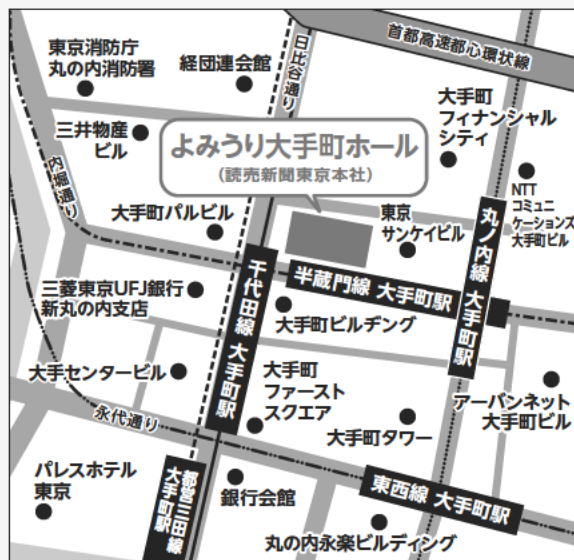 首都高速都心環状線
日比谷通り
東京消防庁
丸の内消防署
経団連会館
大手町
フィナンシャル
シティ
三井物産
ビル
よみうり大手町ホール
(読売新聞東京本社)
内堀通り
NTT
コミュニ
ケーションズ
大手町ビル
大手町パルビル
東京
サンケイビル
丸ノ内線 大手町駅
半蔵門線 大手町駅
千代田線 大手町駅
三菱東京UFJ銀行
新丸の内支店
大手町ビルヂング
大手センタービル
大手町
ファースト
スクエア
アーバンネット
大手町ビル
永代通り
大手町タワー
パレスホテル
東京
都営三田線
大手町駅
銀行会館
東西線 大手町駅
丸の内永楽ビルディング